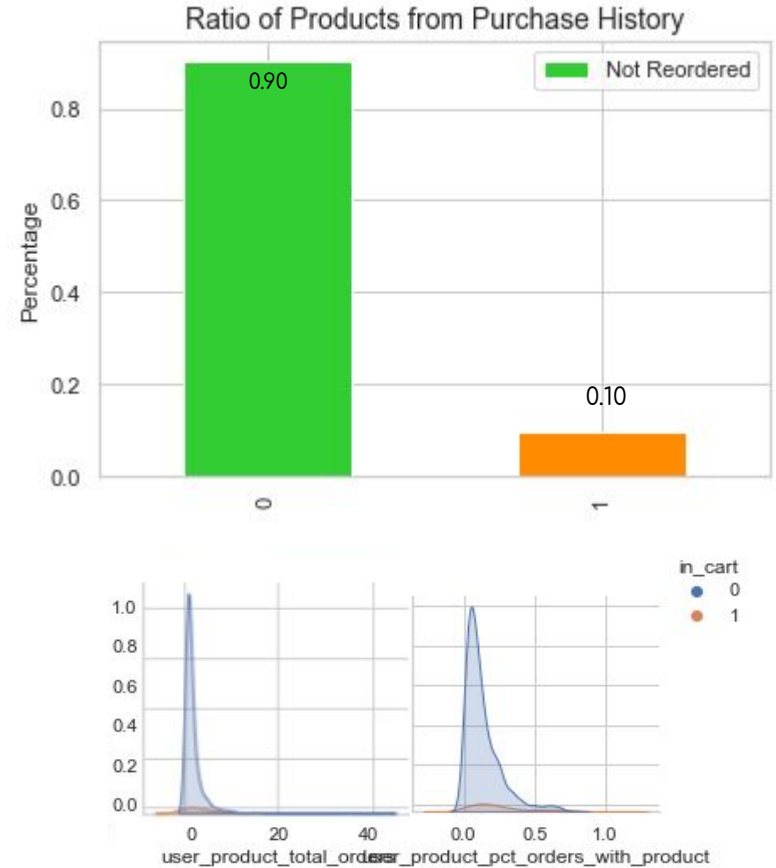 Ratio of Products from Purchase History
Not Reordered
0.90
0.8
0.6
0.4
0.2
0.0
Percentage
0.10
0
1
in_cart
0
1
1.0
0.8
0.6
0.4
0.2
0.0
0 20 40
user_product_total_orders
0.0 0.5 1.0
user_product_pct_orders_with_product